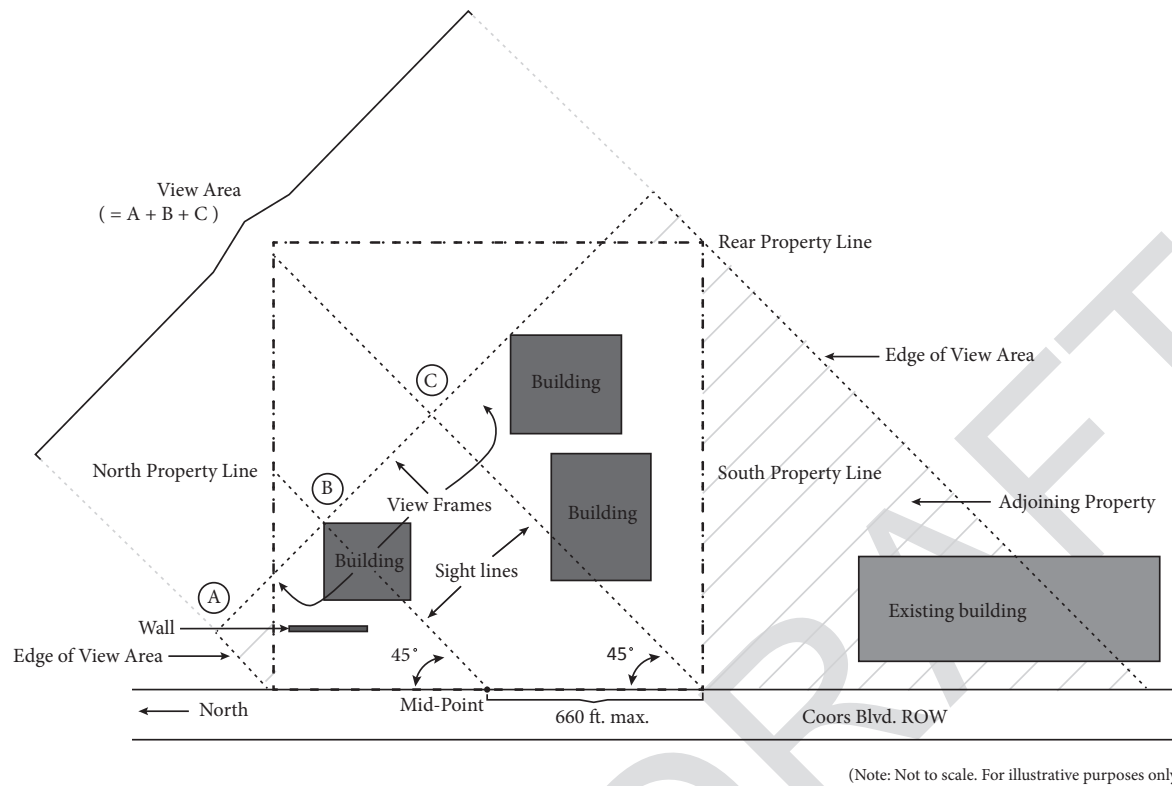 View Area
( = A + B + C )
Rear Property Line
Edge of View Area
C
Building
North Property Line
B
View Frames
South Property Line
Building
Adjoining Property
Building
Sight lines
A
Existing building
Wall
Edge of View Area
45°
45°
North
Mid-Point
660 ft. max.
Coors Blvd. ROW
(Note: Not to scale. For illustrative purposes only
DRAFT